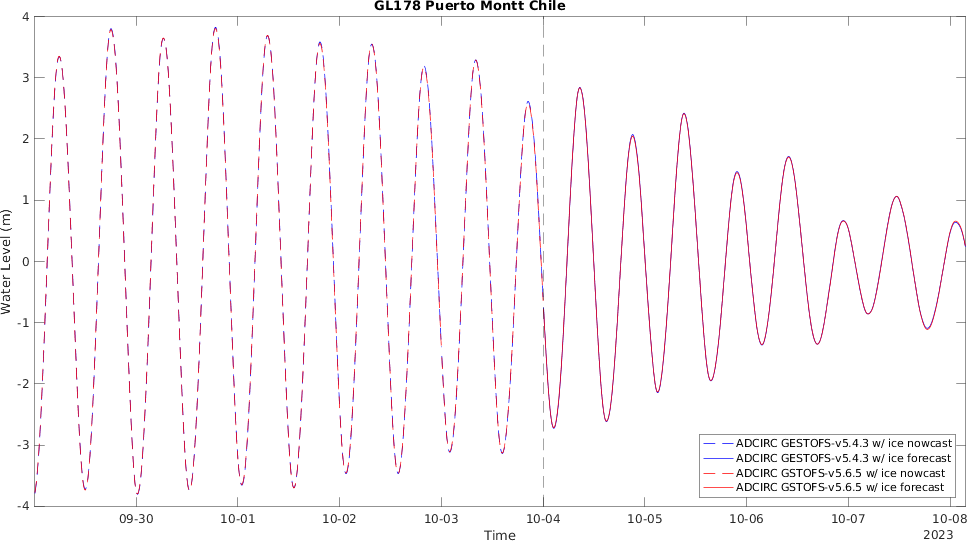 GL178 Puerto Montt Chile
4
3
2
1
0
-1
-2
-3
-4
Water Level (m)
ADCIRC GESTOFS-v5.4.3 w/ ice nowcast
ADCIRC GESTOFS-v5.4.3 w/ ice forecast
ADCIRC GSTOFS-v5.6.5 w/ ice nowcast
ADCIRC GSTOFS-v5.6.5 w/ ice forecast
09-30 10-01 10-02 10-03 10-04 10-05 10-06 10-07 10-08
Time 2023